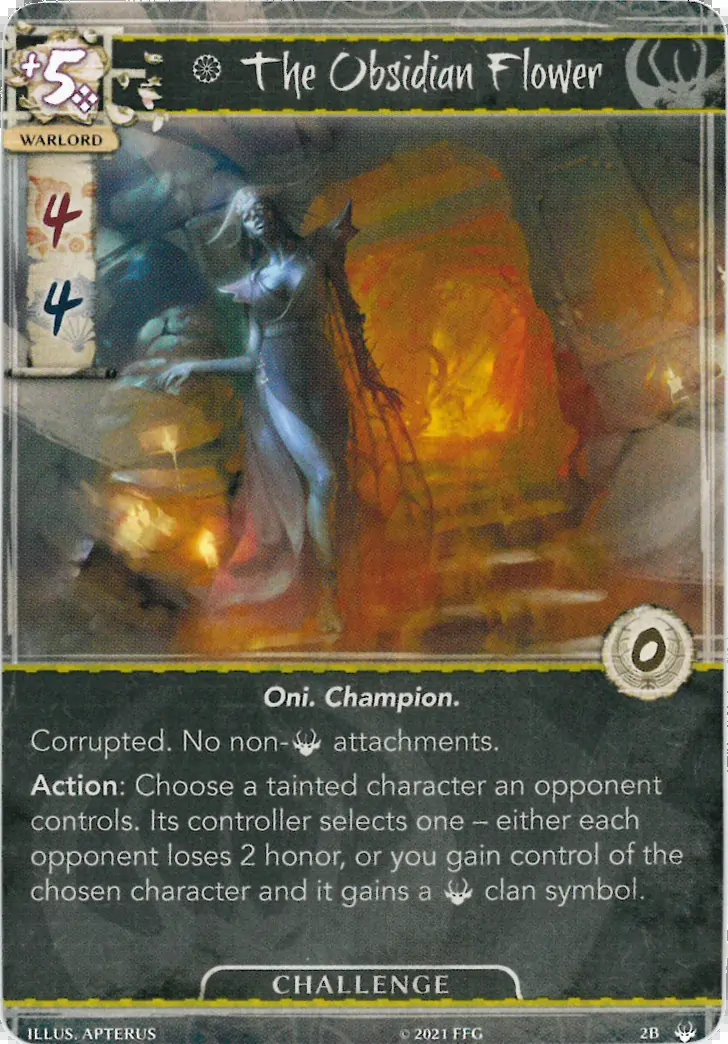 +5
The Obsidian Flower
WARLORD
4
4
0
Oni. Champion.
Corrupted. No non- attachments.
Action: Choose a tainted character an opponent
controls. Its controller selects one – either each
opponent loses 2 honor, or you gain control of the
chosen character and it gains a clan symbol.
CHALLENGE
ILLUS. APTERUS © 2021 FFG 2B